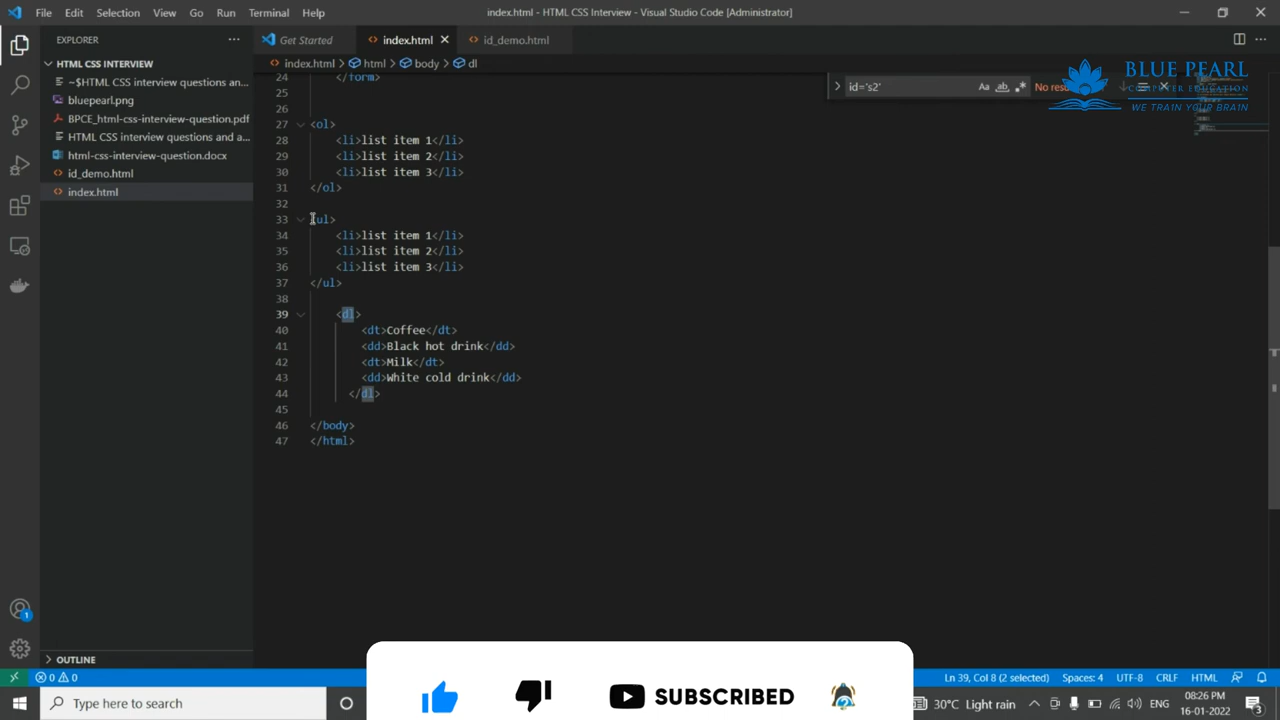 File Edit Selection View Go Run Terminal Help
index.html - HTML CSS Interview - Visual Studio Code [Administrator]
EXPLORER
Get Started
index.html
id_demo.html
HTML CSS INTERVIEW
~$HTML CSS interview questions an...
bluepearl.png
BPCE_html-css-interview-question.pdf
HTML CSS interview questions and a...
html-css-interview-question.docx
id_demo.html
index.html
OUTLINE
index.html > html > body > dl
id='s2'
Aa ab .*
BLUE PEARL
COMPUTER EDUCATION
WE TRAIN YOUR BRAIN
24 </form>
25
26
27 <ol>
28 <li>list item 1</li>
29 <li>list item 2</li>
30 <li>list item 3</li>
31 </ol>
32
33 ul>
34 <li>list item 1</li>
35 <li>list item 2</li>
36 <li>list item 3</li>
37 </ul>
38
39 <dl>
40 <dt>Coffee</dt>
41 <dd>Black hot drink</dd>
42 <dt>Milk</dt>
43 <dd>White cold drink</dd>
44 </dl>
45
46 </body>
47 </html>
SUBSCRIBED
1
0 0
Ln 39, Col 8 (2 selected) Spaces: 4 UTF-8 CRLF HTML
Type here to search
30°C Light rain
ENG
08:26 PM
16-01-2022
3